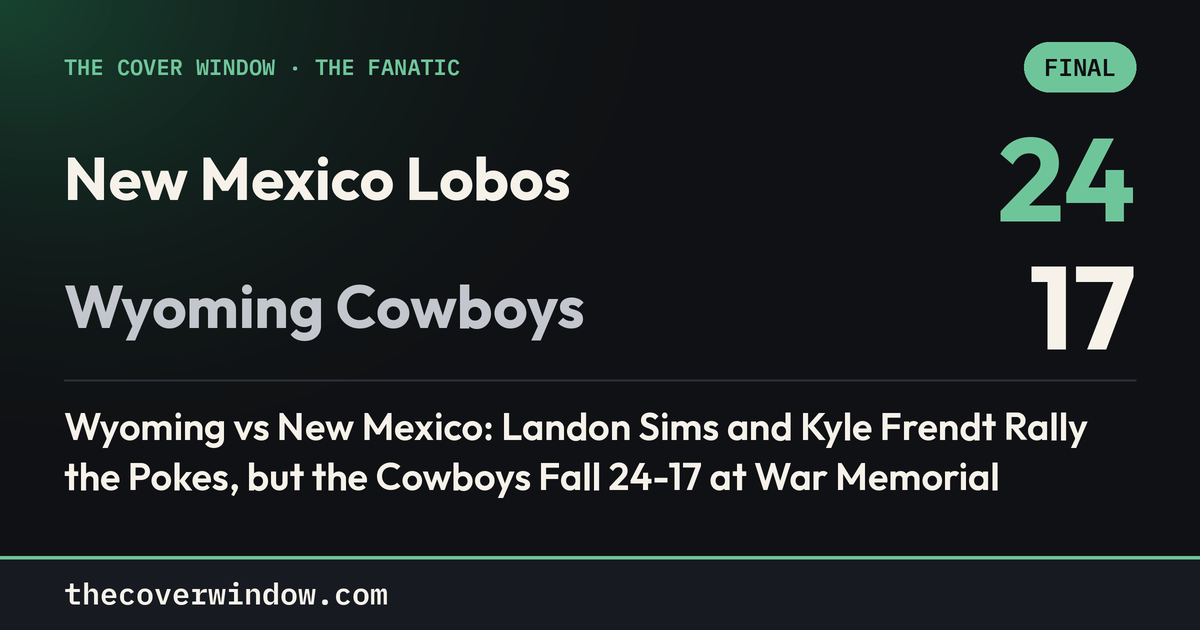 THE COVER WINDOW · THE FANATIC
FINAL
New Mexico Lobos
24
Wyoming Cowboys
17
Wyoming vs New Mexico: Landon Sims and Kyle Frendt Rally
the Pokes, but the Cowboys Fall 24-17 at War Memorial
thecoverwindow.com